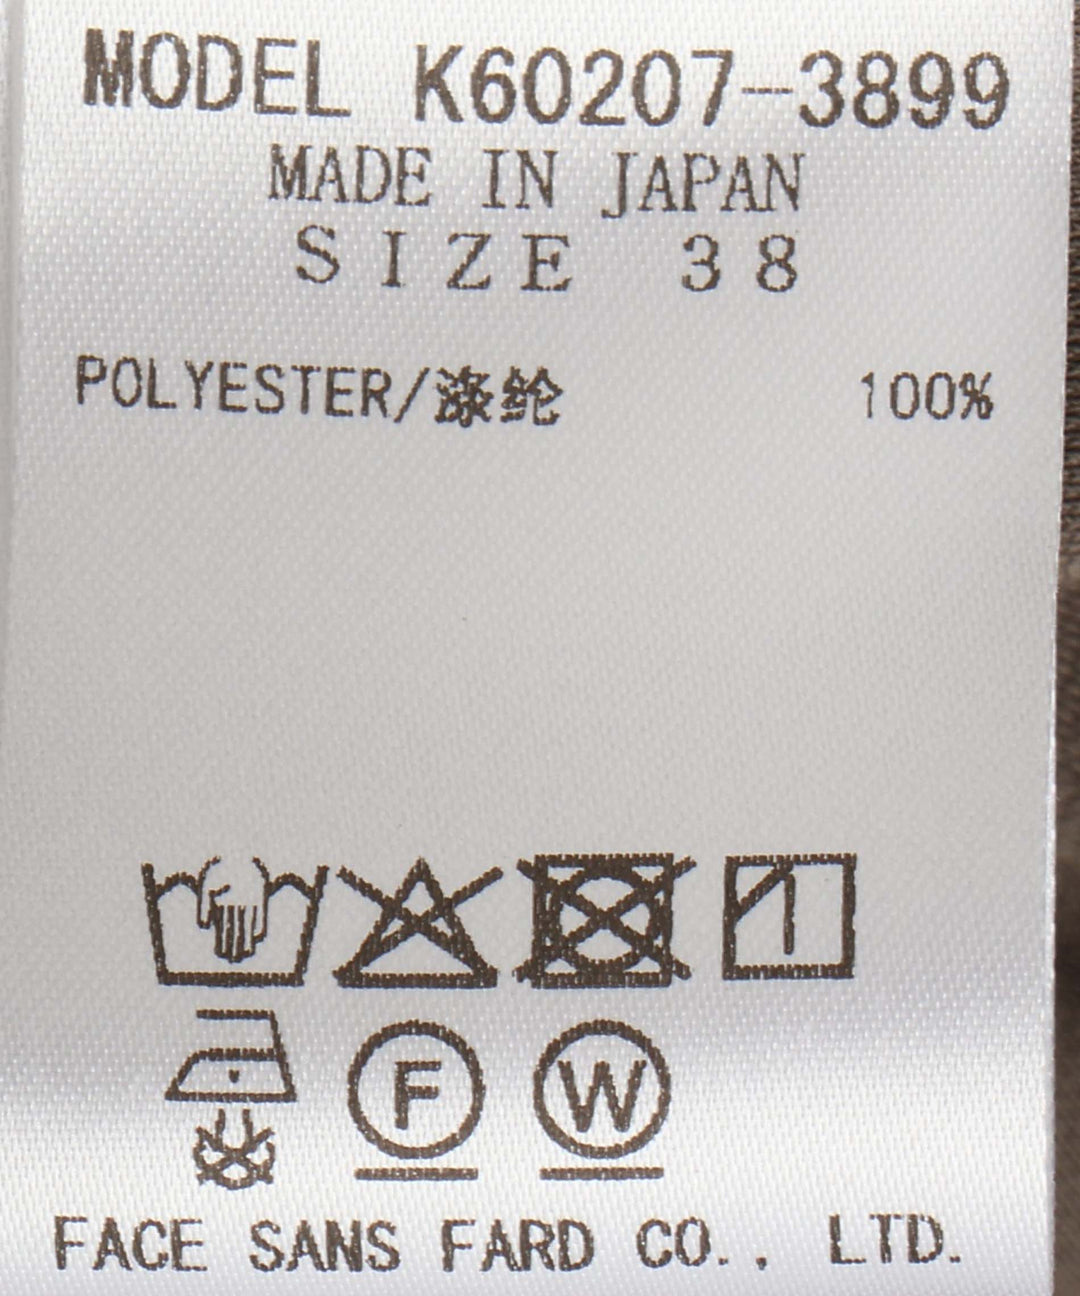 MODEL K60207-3899
MADE IN JAPAN
SIZE 38
POLYESTER/涤纶 100%
F W
FACE SANS FARD CO., LTD.